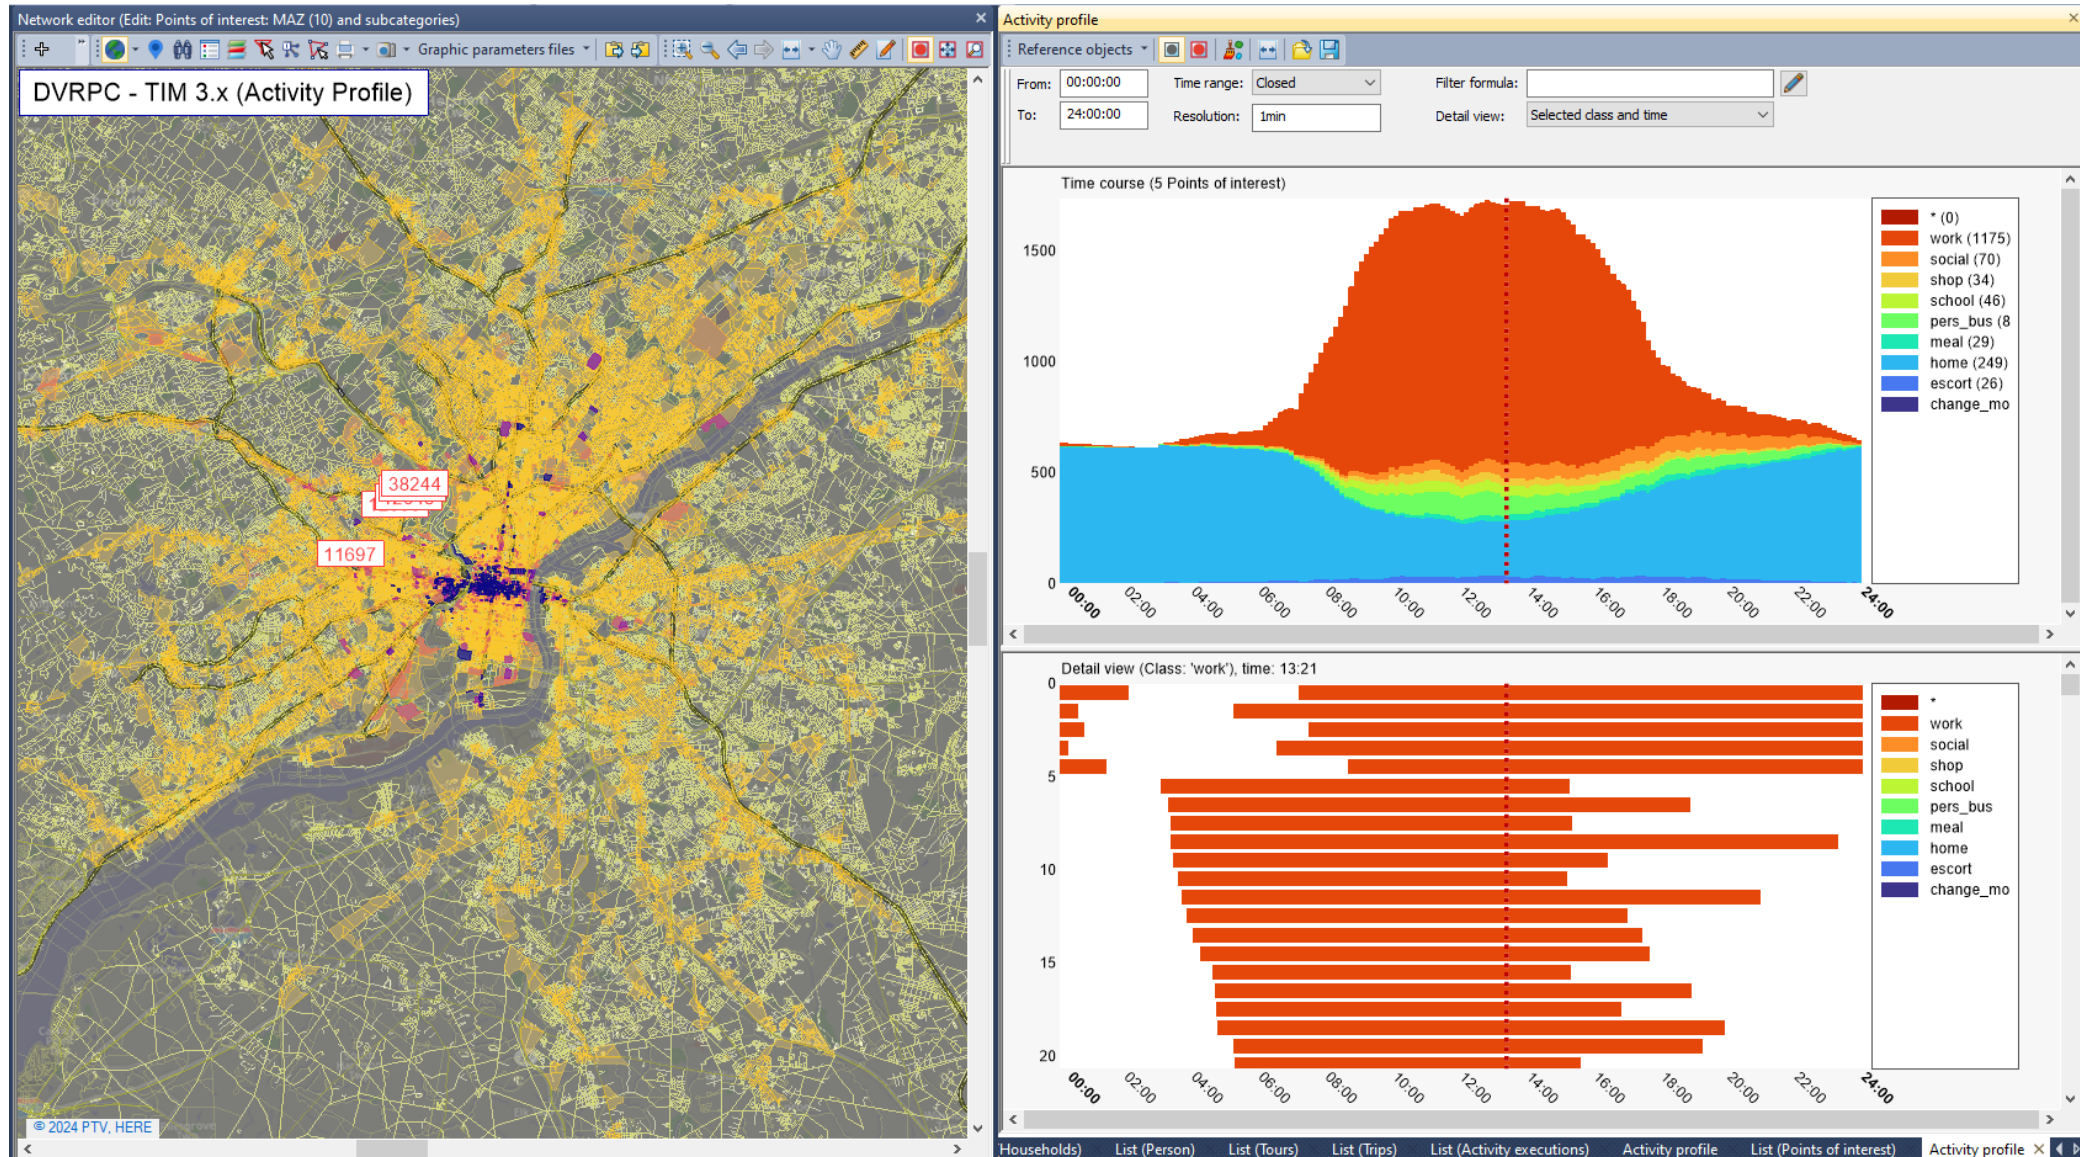 Network editor (Edit: Points of interest: MAZ (10) and subcategories)
Graphic parameters files
DVRPC - TIM 3.x (Activity Profile)
38244
11697
© 2024 PTV, HERE
Activity profile
Reference objects
From: 00:00:00 Time range: Closed Filter formula:
To: 24:00:00 Resolution: 1min Detail view: Selected class and time
Time course (5 Points of interest)
1500
1000
500
0
00:00 02:00 04:00 06:00 08:00 10:00 12:00 14:00 16:00 18:00 20:00 22:00 24:00
* (0)
work (1175)
social (70)
shop (34)
school (46)
pers_bus (8
meal (29)
home (249)
escort (26)
change_mo
Detail view (Class: 'work'), time: 13:21
0
5
10
15
20
00:00 02:00 04:00 06:00 08:00 10:00 12:00 14:00 16:00 18:00 20:00 22:00 24:00
*
work
social
shop
school
pers_bus
meal
home
escort
change_mo
Households) List (Person) List (Tours) List (Trips) List (Activity executions) Activity profile List (Points of interest) Activity profile